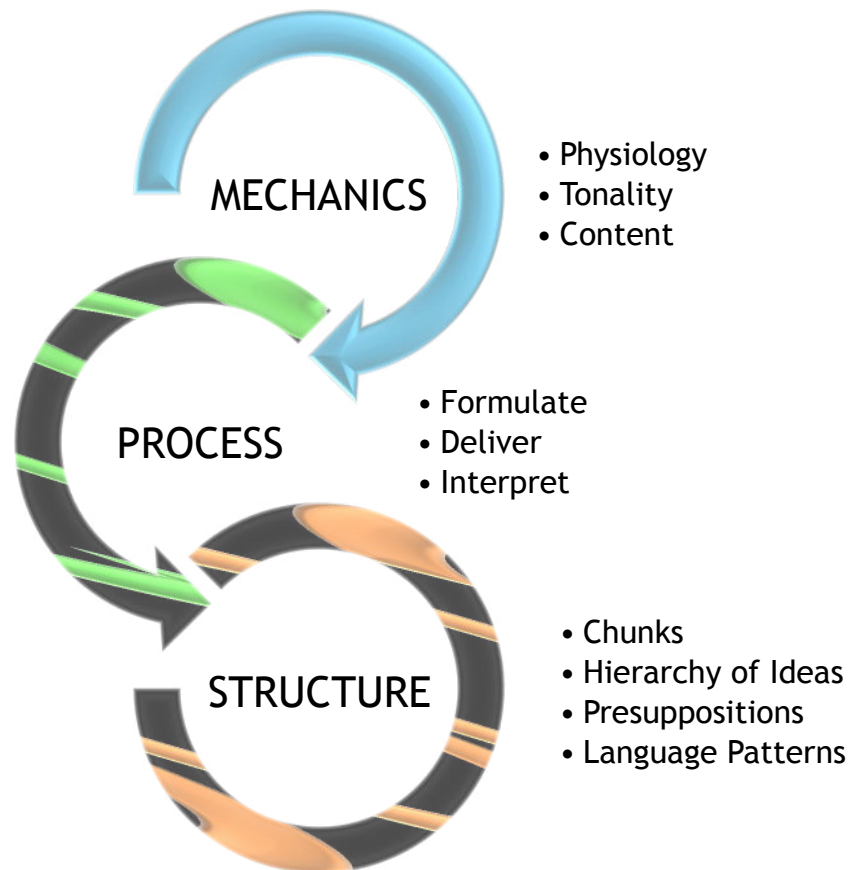 MECHANICS
• Physiology
• Tonality
• Content
PROCESS
• Formulate
• Deliver
• Interpret
STRUCTURE
• Chunks
• Hierarchy of Ideas
• Presuppositions
• Language Patterns